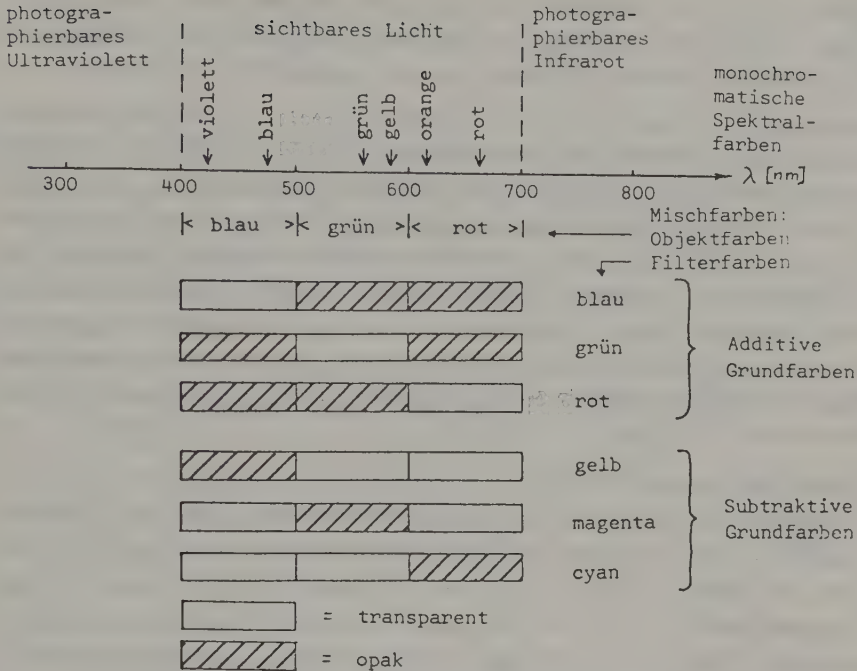 photogra-
phierbares
Ultraviolett
sichtbares Licht
photogra-
phierbares
Infrarot
violett
blau
grün
gelb
orange
rot
monochro-
matische
Spektral-
farben
300 400 500 600 700 800 λ [nm]
|< blau >|< grün >|< rot >|
Mischfarben:
Objektfarben
Filterfarben
blau
grün
rot
Additive
Grundfarben
gelb
magenta
cyan
Subtraktive
Grundfarben
= transparent
= opak